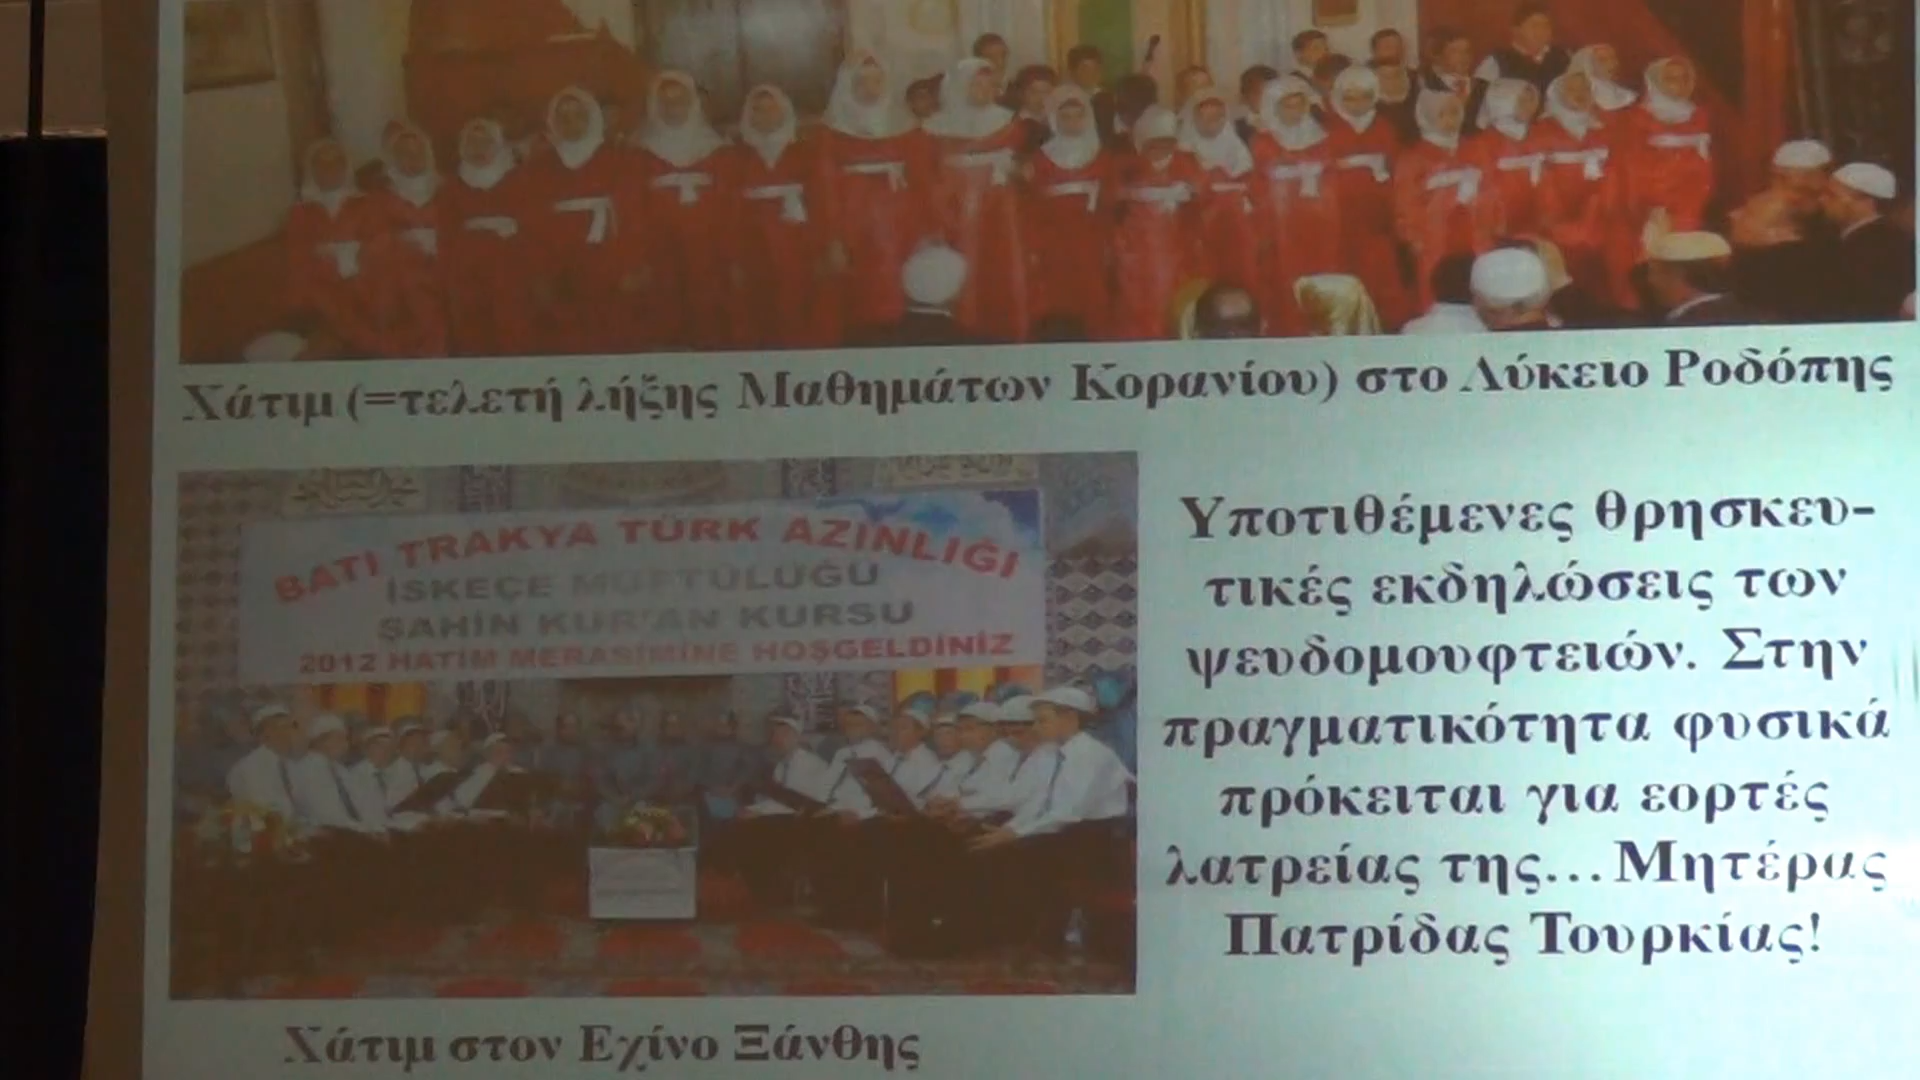 Χάτιμ (=τελετή λήξης Μαθημάτων Κορανίου) στο Λύκειο Ροδόπης
BATI TRAKYA TÜRK AZINLIĞI
İSKEÇE MÜFTÜLÜĞÜ
ŞAHİN KUR'AN KURSU
2012 HATİM MERASİMİNE HOŞGELDİNİZ
Υποτιθέμενες θρησκευ-
τικές εκδηλώσεις των
ψευδομουφτειών. Στην
πραγματικότητα φυσικά
πρόκειται για εορτές
λατρείας της...Μητέρας
Πατρίδας Τουρκίας!
Χάτιμ στον Εχίνο Ξάνθης